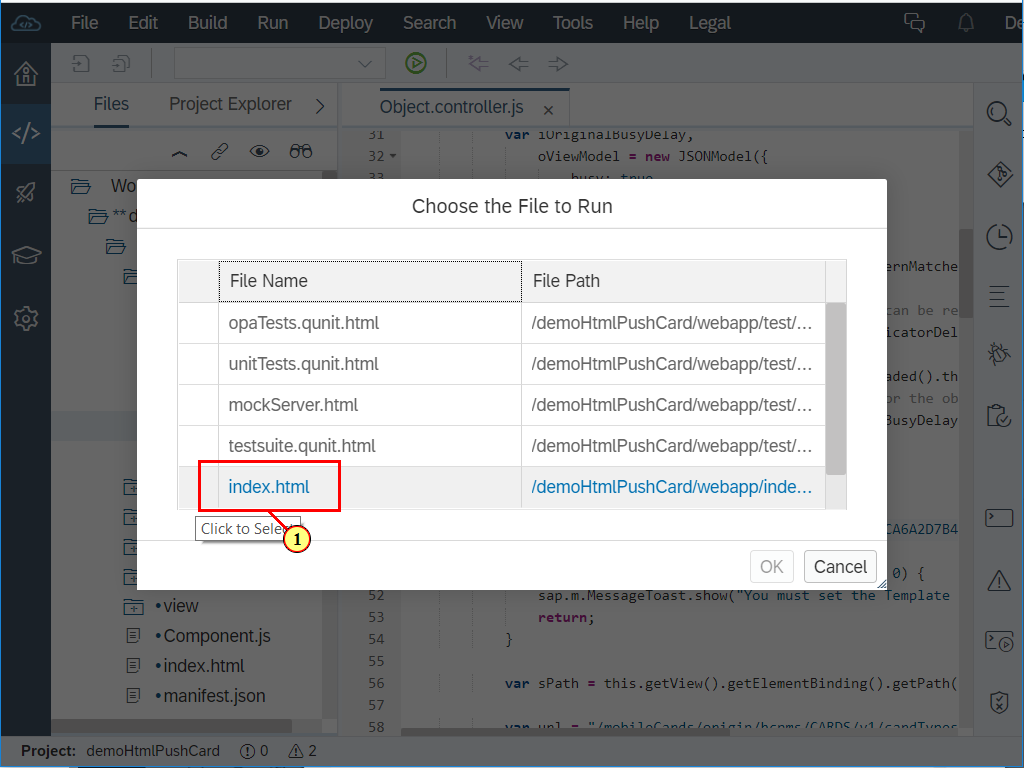 File Edit Build Run Deploy Search View Tools Help Legal De
Files Project Explorer
Object.controller.js ×
31 var iOriginalBusyDelay,
32 oViewModel = new JSONModel({
33 busy: true
Wo
** d
Choose the File to Run
File Name File Path
opaTests.qunit.html /demoHtmlPushCard/webapp/test/...
unitTests.qunit.html /demoHtmlPushCard/webapp/test/...
mockServer.html /demoHtmlPushCard/webapp/test/...
testsuite.qunit.html /demoHtmlPushCard/webapp/test/...
index.html /demoHtmlPushCard/webapp/inde...
Click to Select
1
OK Cancel
ernMatche
can be re
icatorDel
aded().th
or the ob
BusyDelay
CA6A2D7B4
0) {
52 sap.m.MessageToast.show("You must set the Template
53 return;
54 }
55
56 var sPath = this.getView().getElementBinding().getPath(
57
58 var url = "/mobileCards/origin/hcpms/CARDS/v1/cardTypes
•view
•Component.js
•index.html
•manifest.json
Project: demoHtmlPushCard 0 2